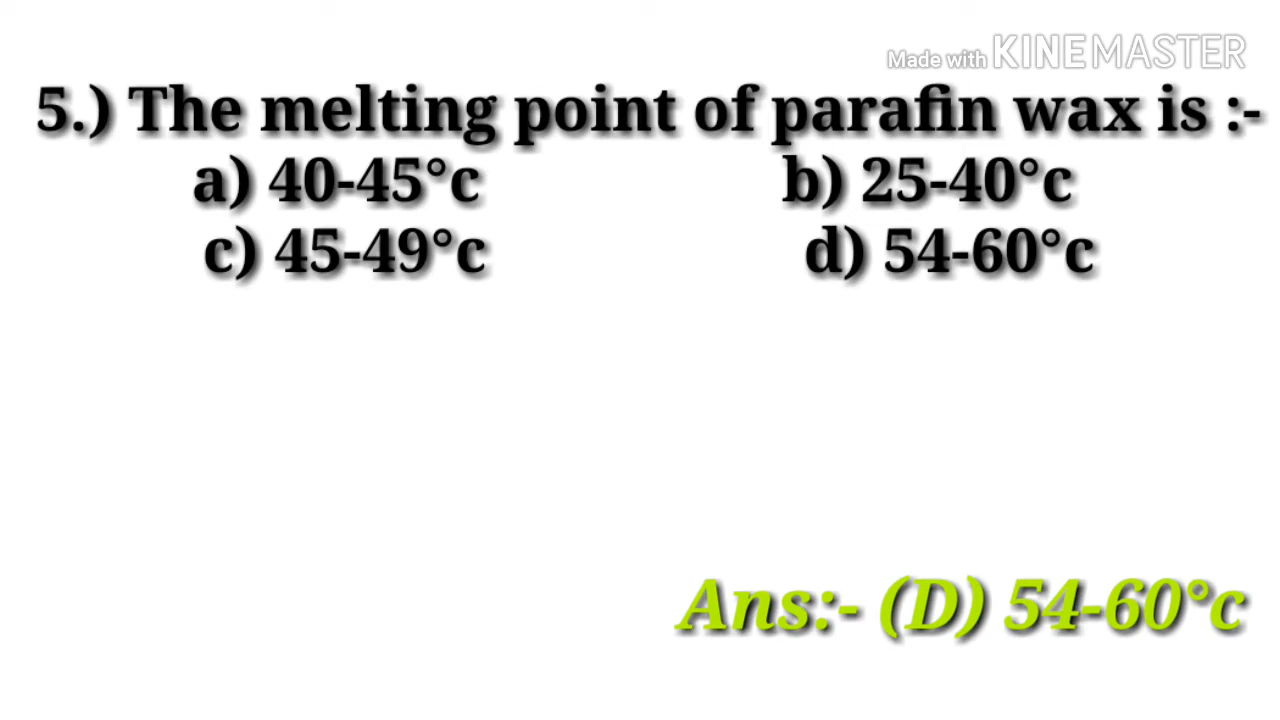 Made with KINEMASTER
5.) The melting point of parafin wax is :-
a) 40-45°c b) 25-40°c
c) 45-49°c d) 54-60°c
Ans:- (D) 54-60°c